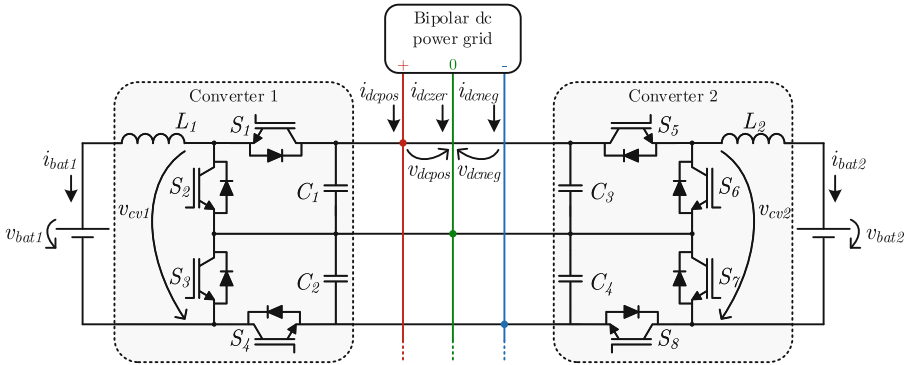 Bipolar dc
power grid
+ 0 -
i_dcpos i_dczer i_dcneg
Converter 1
Converter 2
L_1
S_1
S_5
L_2
i_bat1
i_bat2
S_2
C_1
v_dcpos v_dcneg
C_3
S_6
v_cv1
v_cv2
v_bat1
v_bat2
S_3
C_2
C_4
S_7
S_4
S_8